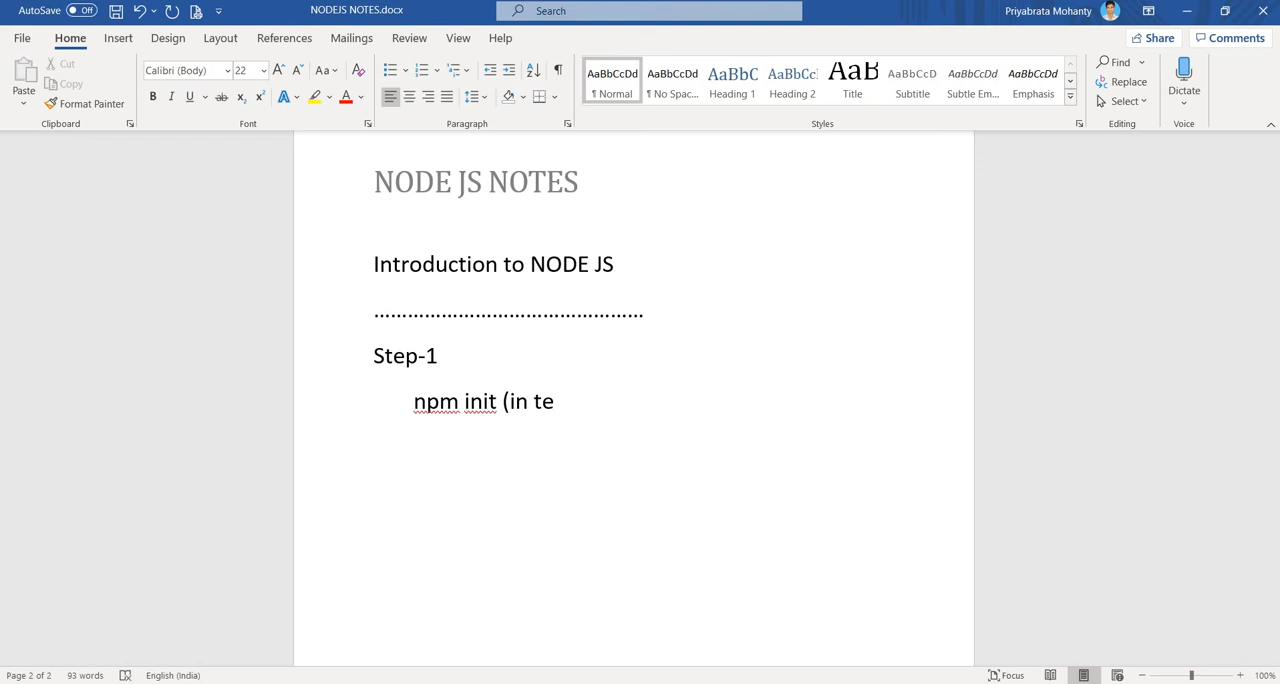 AutoSave Off NODEJS NOTES.docx Search Priyabrata Mohanty
File Home Insert Design Layout References Mailings Review View Help Share Comments
Paste Cut Copy Format Painter
Calibri (Body) 22
AaBbCcDd AaBbCcDd AaBbC AaBbCc AaB AaBbCcD AaBbCcDd AaBbCcDd
¶ Normal ¶ No Spac... Heading 1 Heading 2 Title Subtitle Subtle Em... Emphasis
Find Replace Select Dictate
Clipboard Font Paragraph Styles Editing Voice
NODE JS NOTES
Introduction to NODE JS
................................................
Step-1
npm init (in te
Page 2 of 2 93 words English (India) Focus 100%